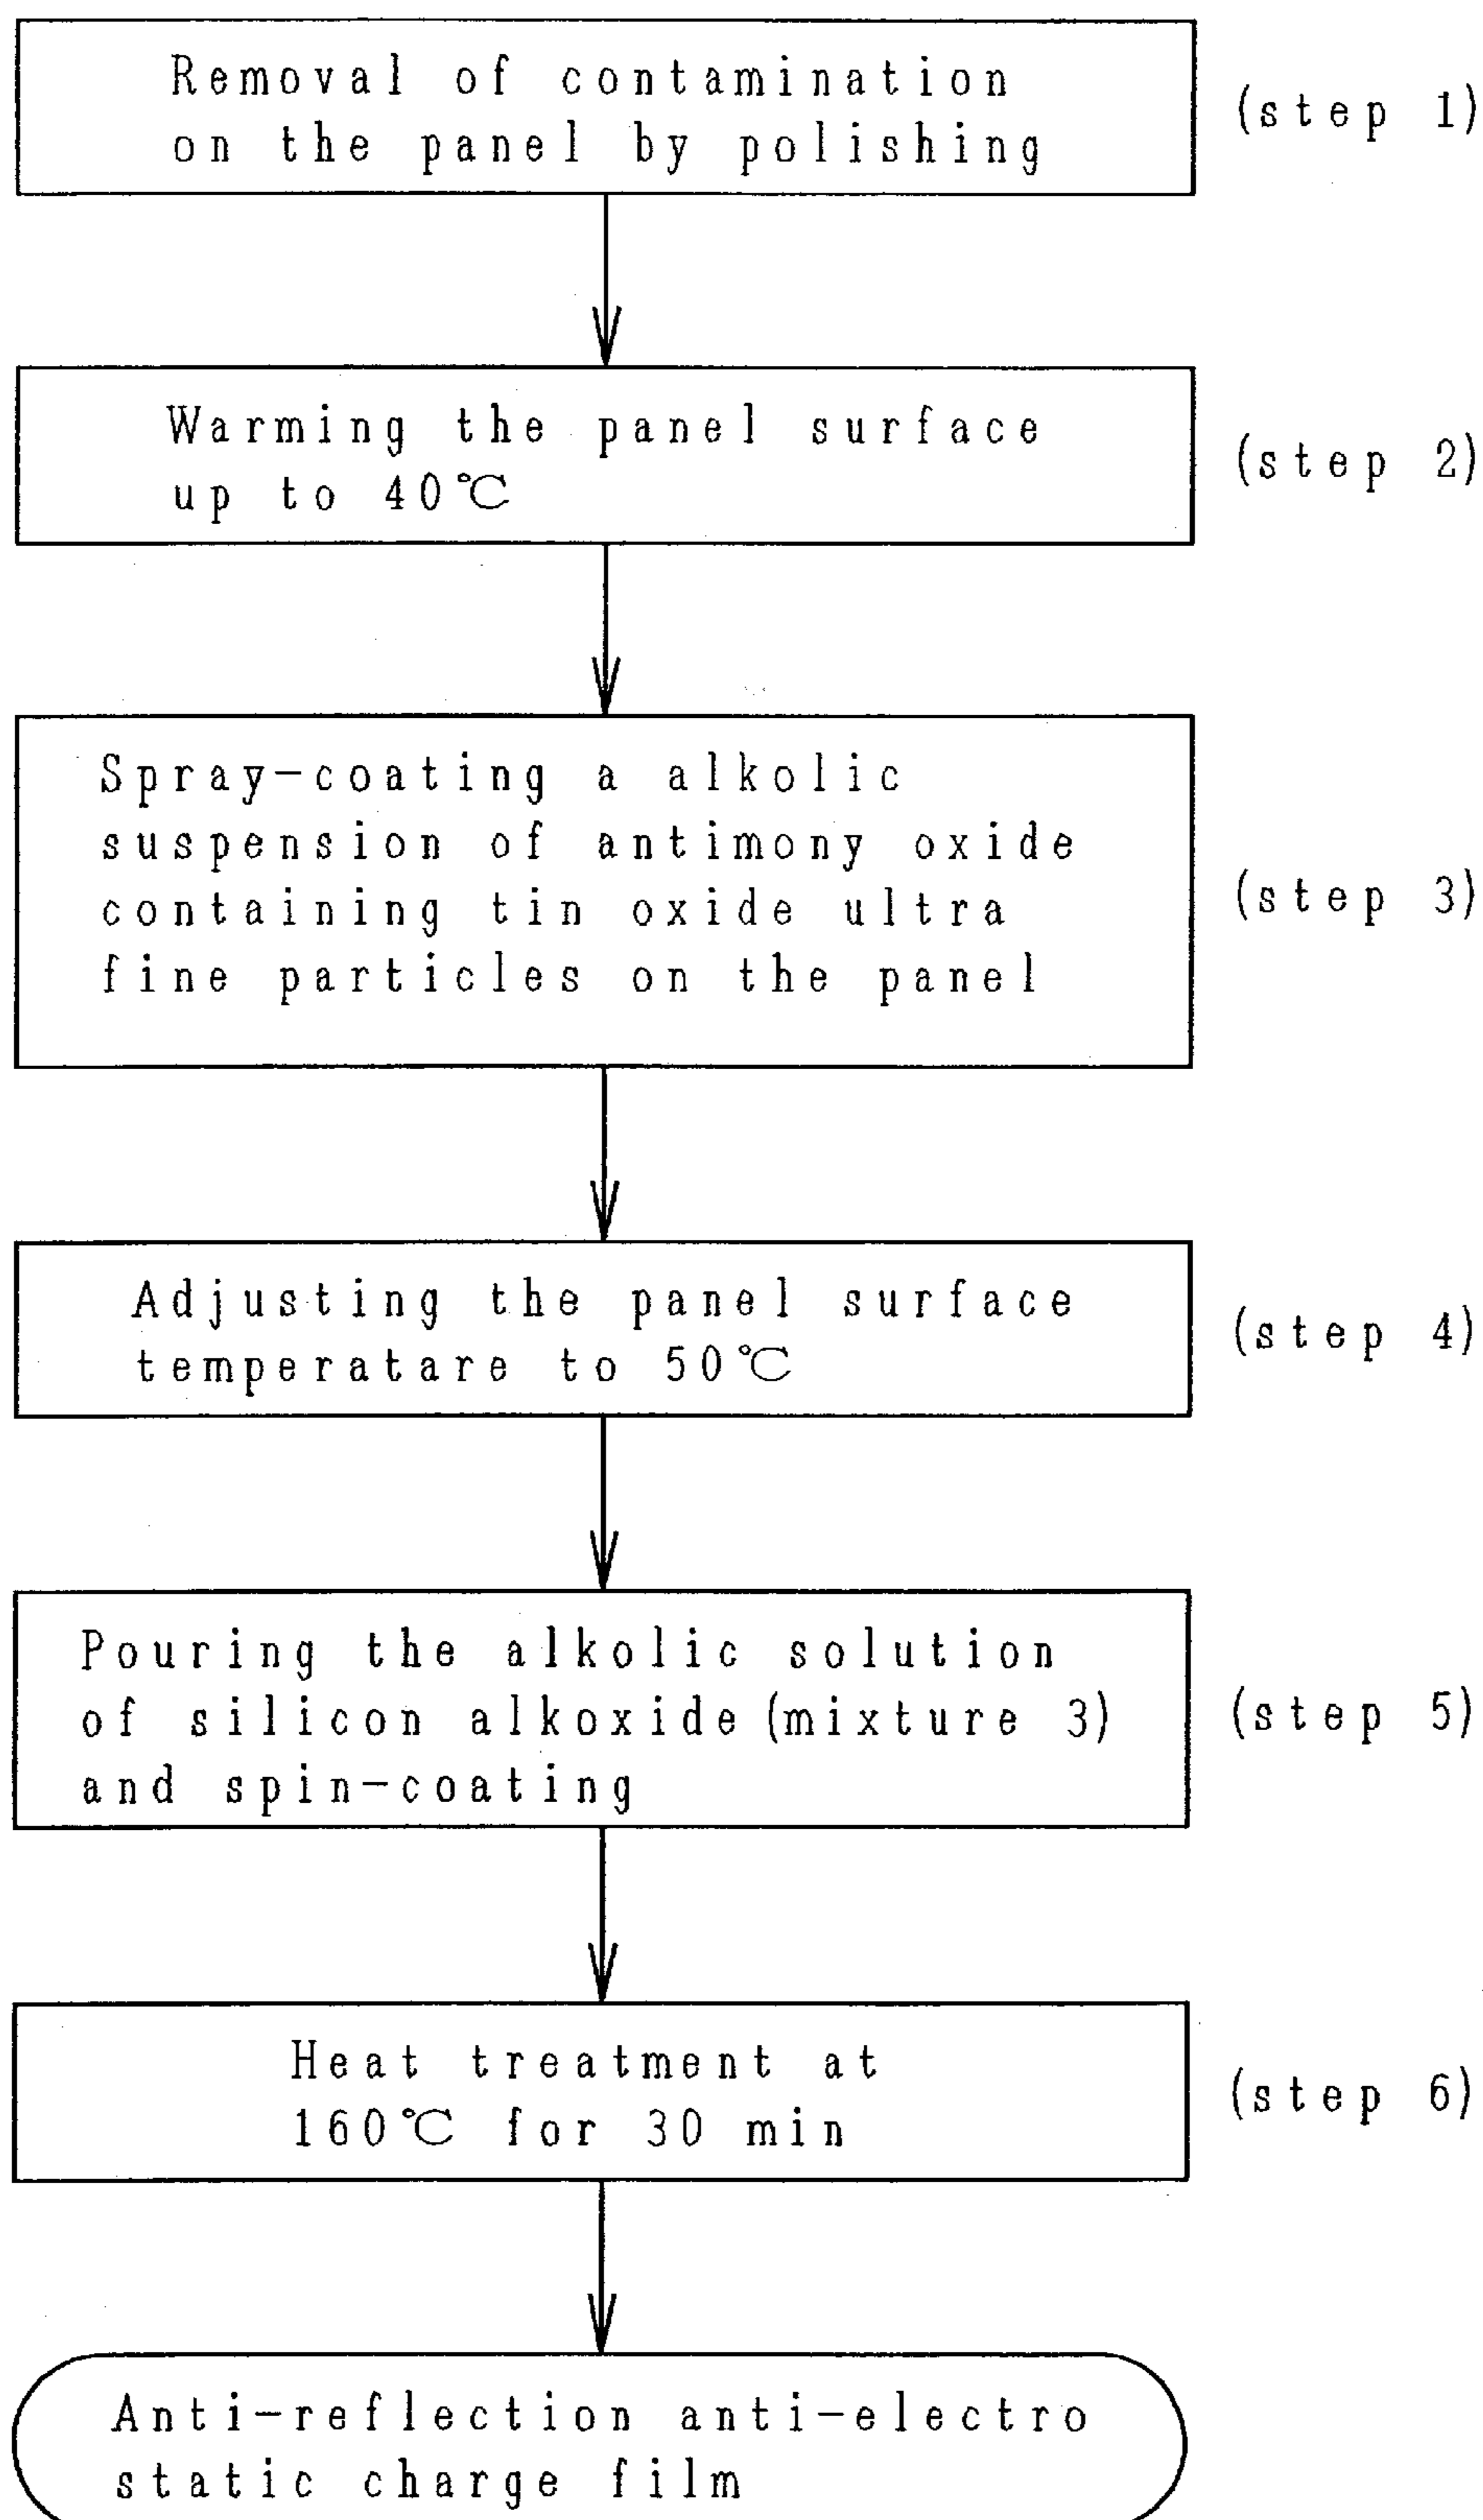 Removal of contamination
on the panel by polishing
(step 1)
Warming the panel surface
up to 40℃
(step 2)
Spray-coating a alkolic
suspension of antimony oxide
containing tin oxide ultra
fine particles on the panel
(step 3)
Adjusting the panel surface
temperatare to 50℃
(step 4)
Pouring the alkolic solution
of silicon alkoxide(mixture 3)
and spin-coating
(step 5)
Heat treatment at
160℃ for 30 min
(step 6)
Anti-reflection anti-electro
static charge film